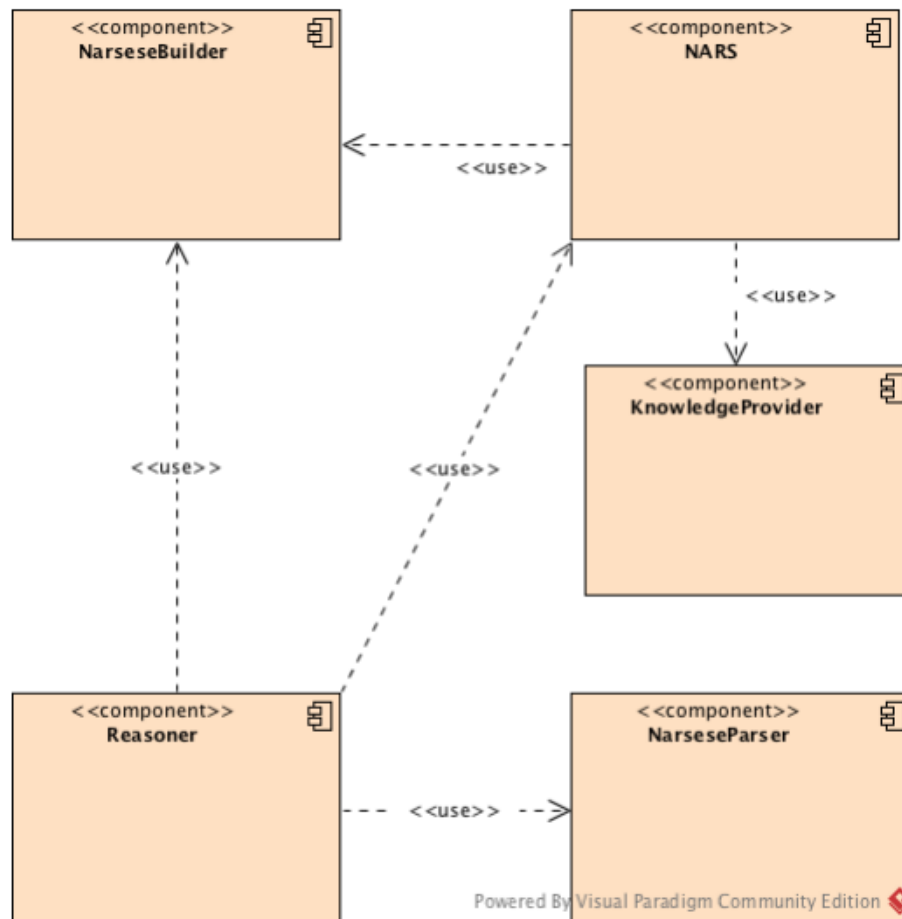 <<component>>
NarseseBuilder
<<component>>
NARS
<<use>>
<<use>>
<<component>>
KnowledgeProvider
<<use>>
<<use>>
<<component>>
Reasoner
<<component>>
NarseseParser
<<use>>
Powered By Visual Paradigm Community Edition